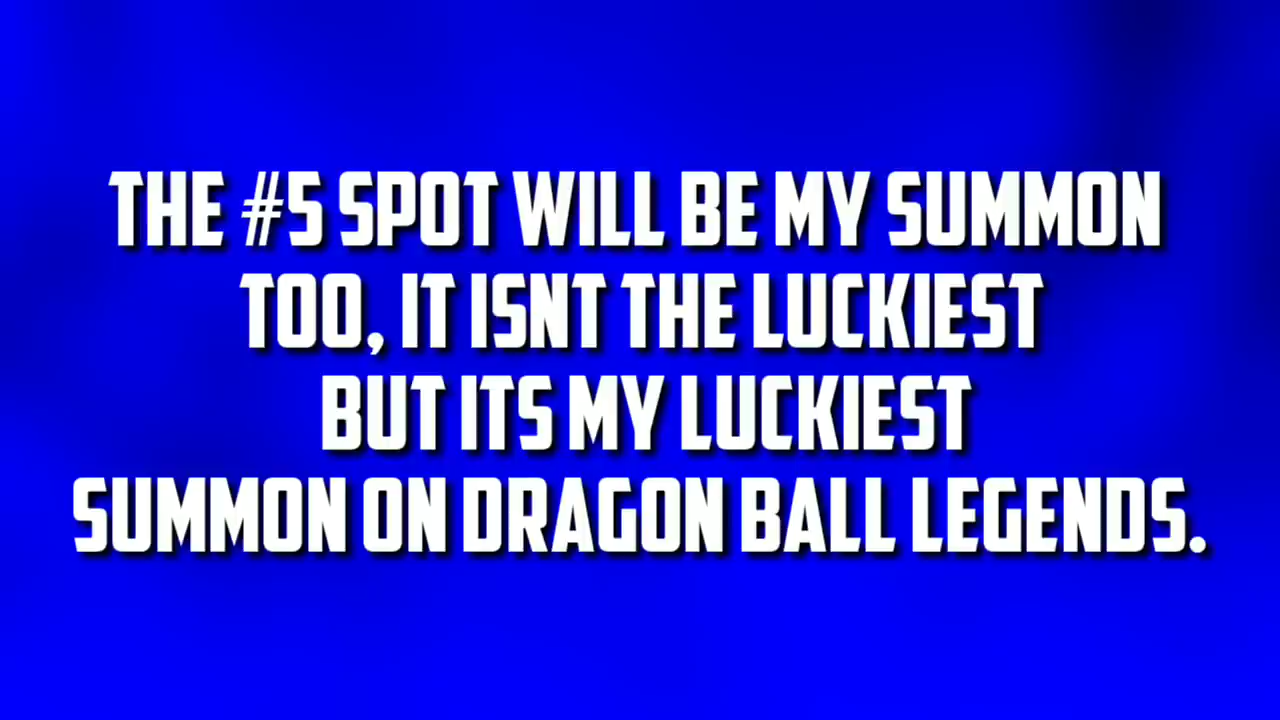 THE #5 SPOT WILL BE MY SUMMON
TOO, IT ISNT THE LUCKIEST
BUT ITS MY LUCKIEST
SUMMON ON DRAGON BALL LEGENDS.